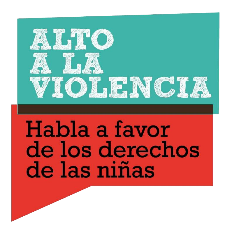 ALTO
A LA
VIOLENCIA
Habla a favor
de los derechos
de las niñas